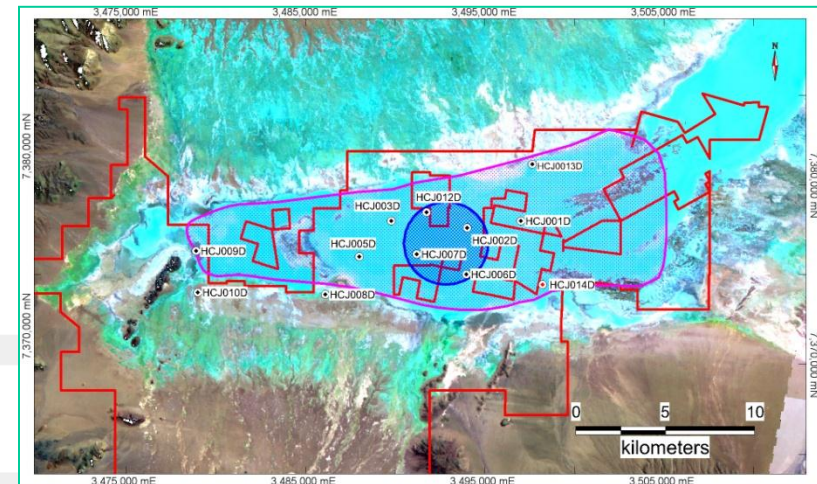 3,475,000 mE 3,485,000 mE 3,495,000 mE 3,505,000 mE
N
7,380,000 mN
7,380,000 mN
HCJ0013D
HCJ012D
HCJ003D
HCJ001D
HCJ002D
HCJ009D
HCJ005D
HCJ007D
HCJ006D
HCJ014D
HCJ010D
HCJ008D
7,370,000 mN
7,370,000 mN
0 5 10
kilometers
3,475,000 mE 3,485,000 mE 3,495,000 mE 3,505,000 mE